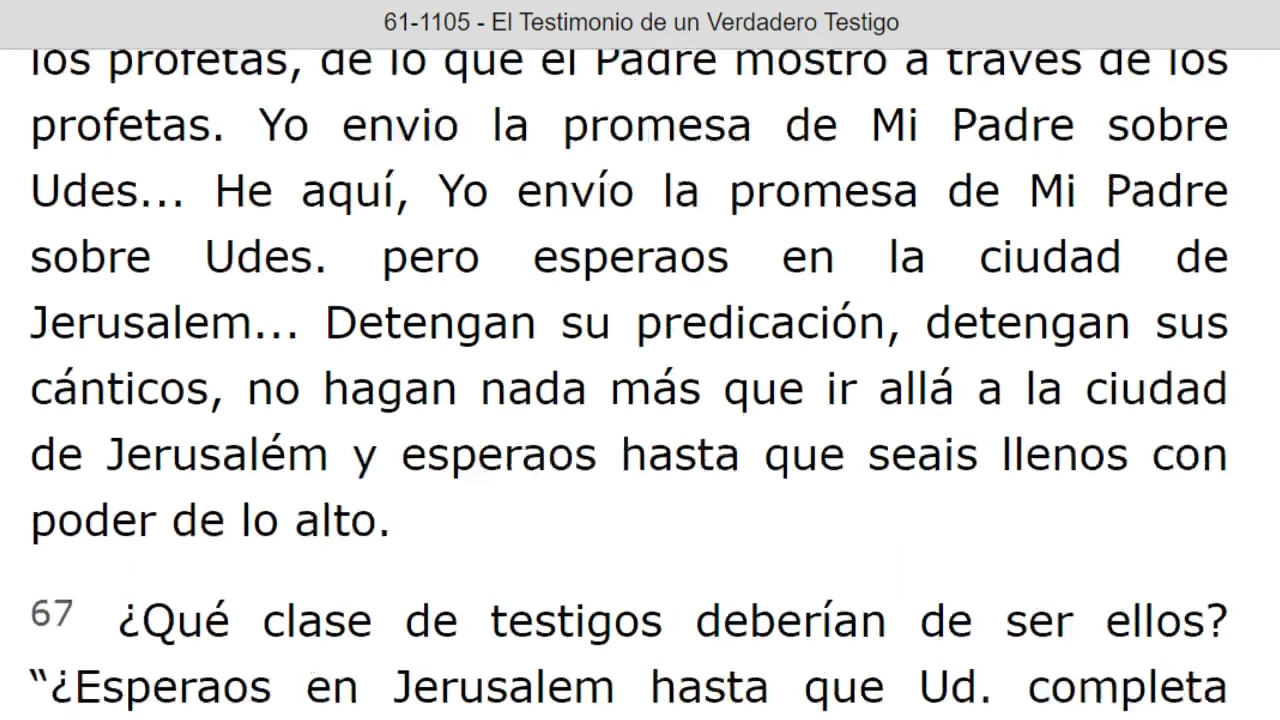 61-1105 - El Testimonio de un Verdadero Testigo
los profetas, de lo que el Padre mostró a través de los
profetas. Yo envio la promesa de Mi Padre sobre
Udes... He aquí, Yo envío la promesa de Mi Padre
sobre Udes. pero esperaos en la ciudad de
Jerusalem... Detengan su predicación, detengan sus
cánticos, no hagan nada más que ir allá a la ciudad
de Jerusalém y esperaos hasta que seais llenos con
poder de lo alto.
67 ¿Qué clase de testigos deberían de ser ellos?
“¿Esperaos en Jerusalem hasta que Ud. completa